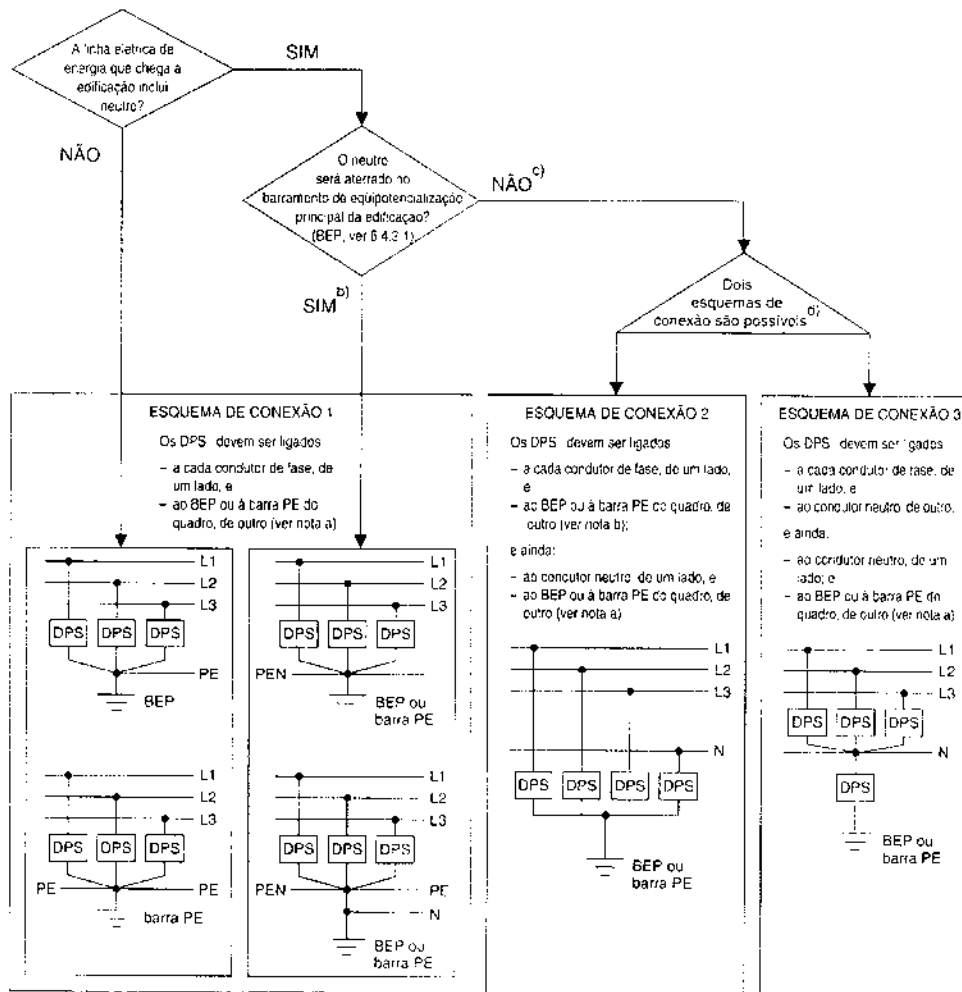 A linha elétrica de
energia que chega à
edificação inclui
neutro?
SIM
NÃO
O neutro
será aterrado no
barramento de eqüipotencialização
principal da edificação?
(BEP, ver 6.4.2.1)
NÃO c)
SIM b)
Dois
esquemas de
conexão são possíveis d)
ESQUEMA DE CONEXÃO 1
Os DPS devem ser ligados
– a cada condutor de fase, de
um lado, e
– ao BEP ou à barra PE do
quadro, de outro (ver nota a)
L1
L2
L3
DPS DPS DPS
PE
BEP
L1
L2
L3
DPS DPS DPS
PE PE
barra PE
L1
L2
L3
DPS DPS DPS
PEN
BEP ou
barra PE
L1
L2
L3
DPS DPS DPS
PEN PE
N
BEP ou
barra PE
ESQUEMA DE CONEXÃO 2
Os DPS devem ser ligados
– a cada condutor de fase, de um lado,
e
– ao BEP ou à barra PE do quadro, de
outro (ver nota b);
e ainda:
– ao condutor neutro, de um lado, e
– ao BEP ou à barra PE do quadro, de
outro (ver nota a)
L1
L2
L3
N
DPS DPS DPS DPS
BEP ou
barra PE
ESQUEMA DE CONEXÃO 3
Os DPS devem ser ligados
– a cada condutor de fase, de
um lado, e
– ao condutor neutro, de outro,
e ainda:
– ao condutor neutro, de um
lado; e
– ao BEP ou à barra PE do
quadro, de outro (ver nota a)
L1
L2
L3
DPS DPS DPS
N
DPS
BEP ou
barra PE